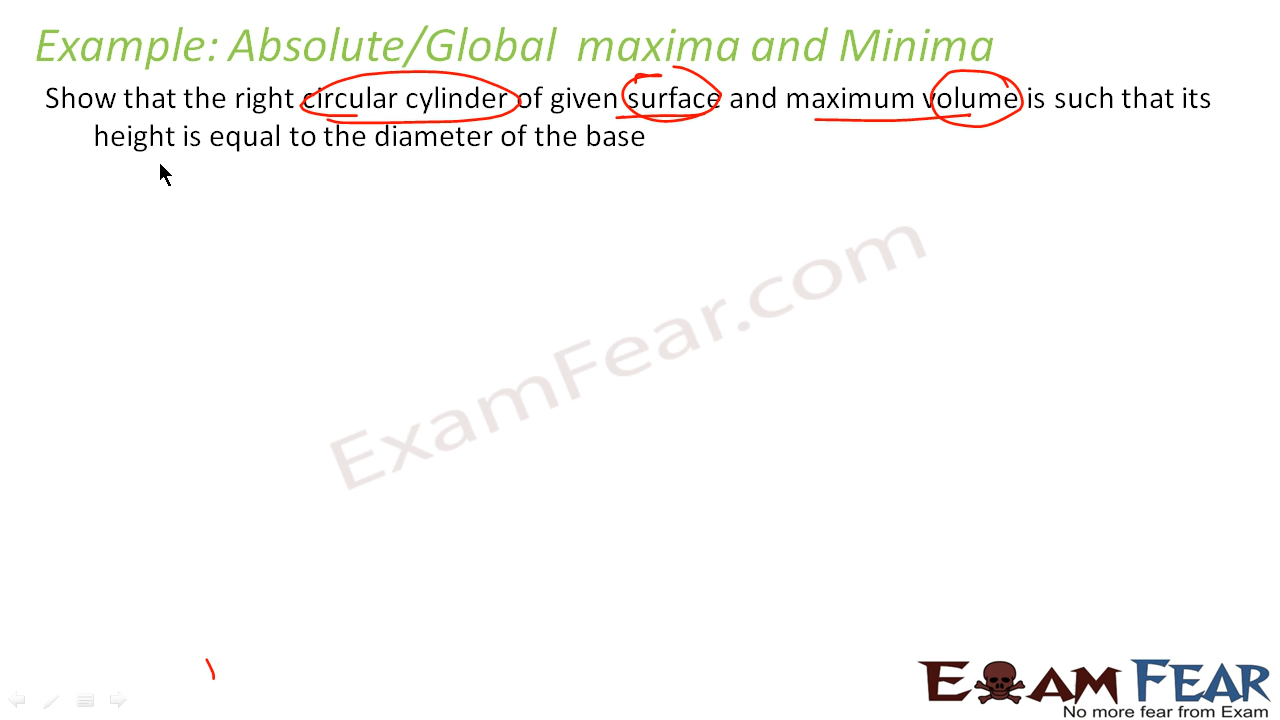 Example: Absolute/Global maxima and Minima
Show that the right circular cylinder of given surface and maximum volume is such that its
height is equal to the diameter of the base
ExamFear.com
EXAM FEAR
No more fear from Exam